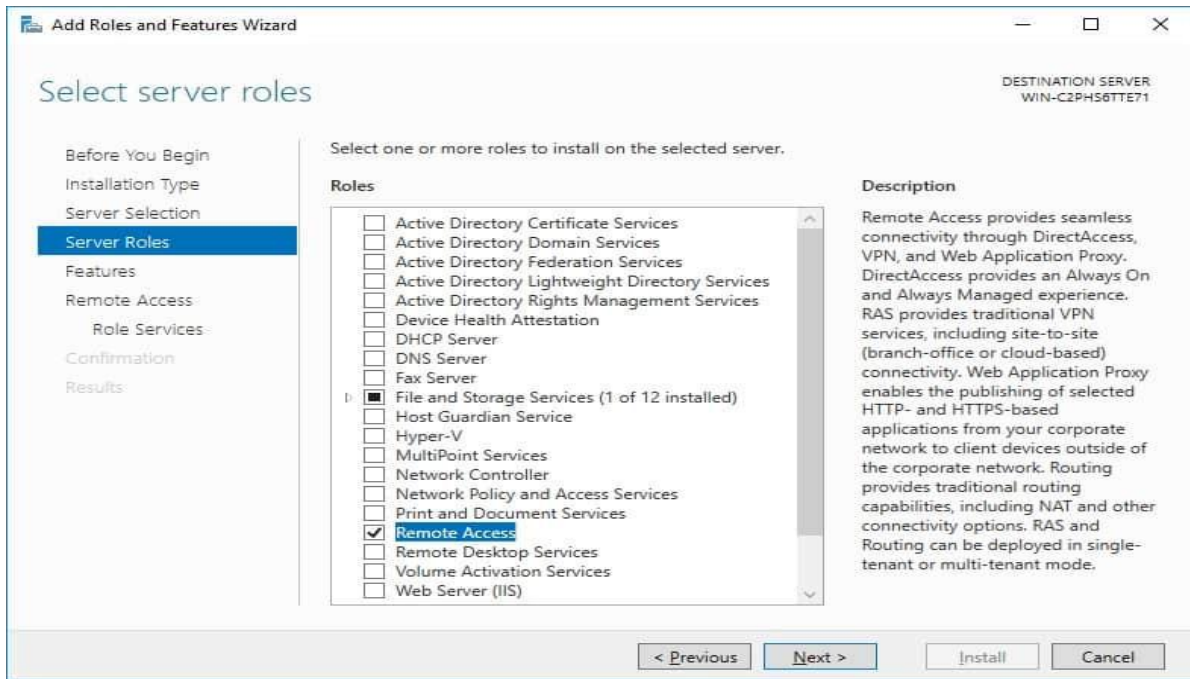 Add Roles and Features Wizard
Select server roles
DESTINATION SERVER
WIN-C2PHS6TTE71
Before You Begin
Installation Type
Server Selection
Server Roles
Features
Remote Access
Role Services
Confirmation
Results
Select one or more roles to install on the selected server.
Roles
Active Directory Certificate Services
Active Directory Domain Services
Active Directory Federation Services
Active Directory Lightweight Directory Services
Active Directory Rights Management Services
Device Health Attestation
DHCP Server
DNS Server
Fax Server
File and Storage Services (1 of 12 installed)
Host Guardian Service
Hyper-V
MultiPoint Services
Network Controller
Network Policy and Access Services
Print and Document Services
Remote Access
Remote Desktop Services
Volume Activation Services
Web Server (IIS)
Description
Remote Access provides seamless
connectivity through DirectAccess,
VPN, and Web Application Proxy.
DirectAccess provides an Always On
and Always Managed experience.
RAS provides traditional VPN
services, including site-to-site
(branch-office or cloud-based)
connectivity. Web Application Proxy
enables the publishing of selected
HTTP- and HTTPS-based
applications from your corporate
network to client devices outside of
the corporate network. Routing
provides traditional routing
capabilities, including NAT and other
connectivity options. RAS and
Routing can be deployed in single-
tenant or multi-tenant mode.
< Previous
Next >
Install
Cancel